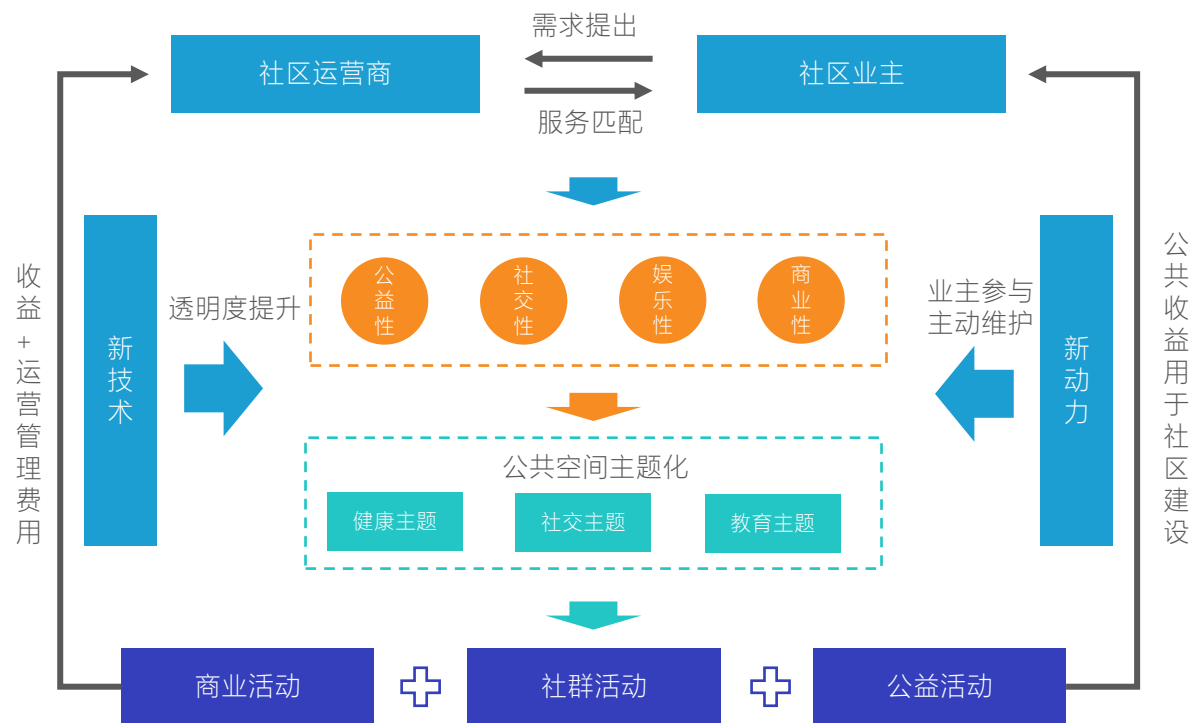 需求提出
社区运营商
社区业主
服务匹配
公益性
社交性
娱乐性
商业性
收益+运营管理费用
新技术
透明度提升
业主参与
主动维护
新动力
公共收益用于社区建设
公共空间主题化
健康主题
社交主题
教育主题
商业活动
社群活动
公益活动